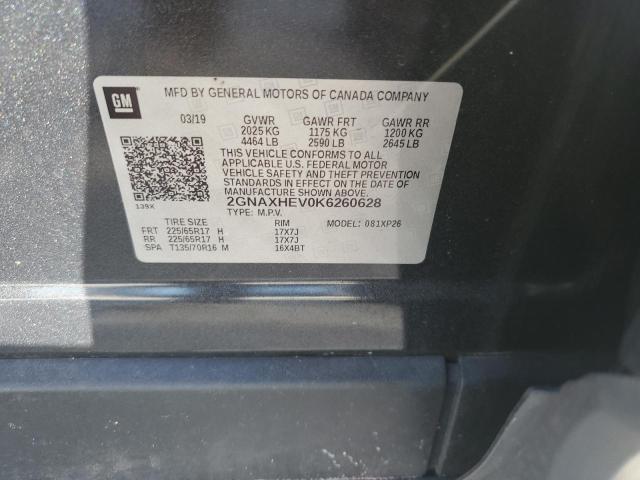 GM
MFD BY GENERAL MOTORS OF CANADA COMPANY
03/19 GVWR GAWR FRT GAWR RR
2025 KG 1175 KG 1200 KG
4464 LB 2590 LB 2645 LB
THIS VEHICLE CONFORMS TO ALL
APPLICABLE U.S. FEDERAL MOTOR
VEHICLE SAFETY AND THEFT PREVENTION
STANDARDS IN EFFECT ON THE DATE OF
MANUFACTURE SHOWN ABOVE.
139X 2GNAXHEV0K6260628
TYPE: M.P.V. MODEL: 081XP26
TIRE SIZE RIM
FRT 225/65R17 H 17X7J
RR 225/65R17 H 17X7J
SPA T135/70R16 M 16X4BT